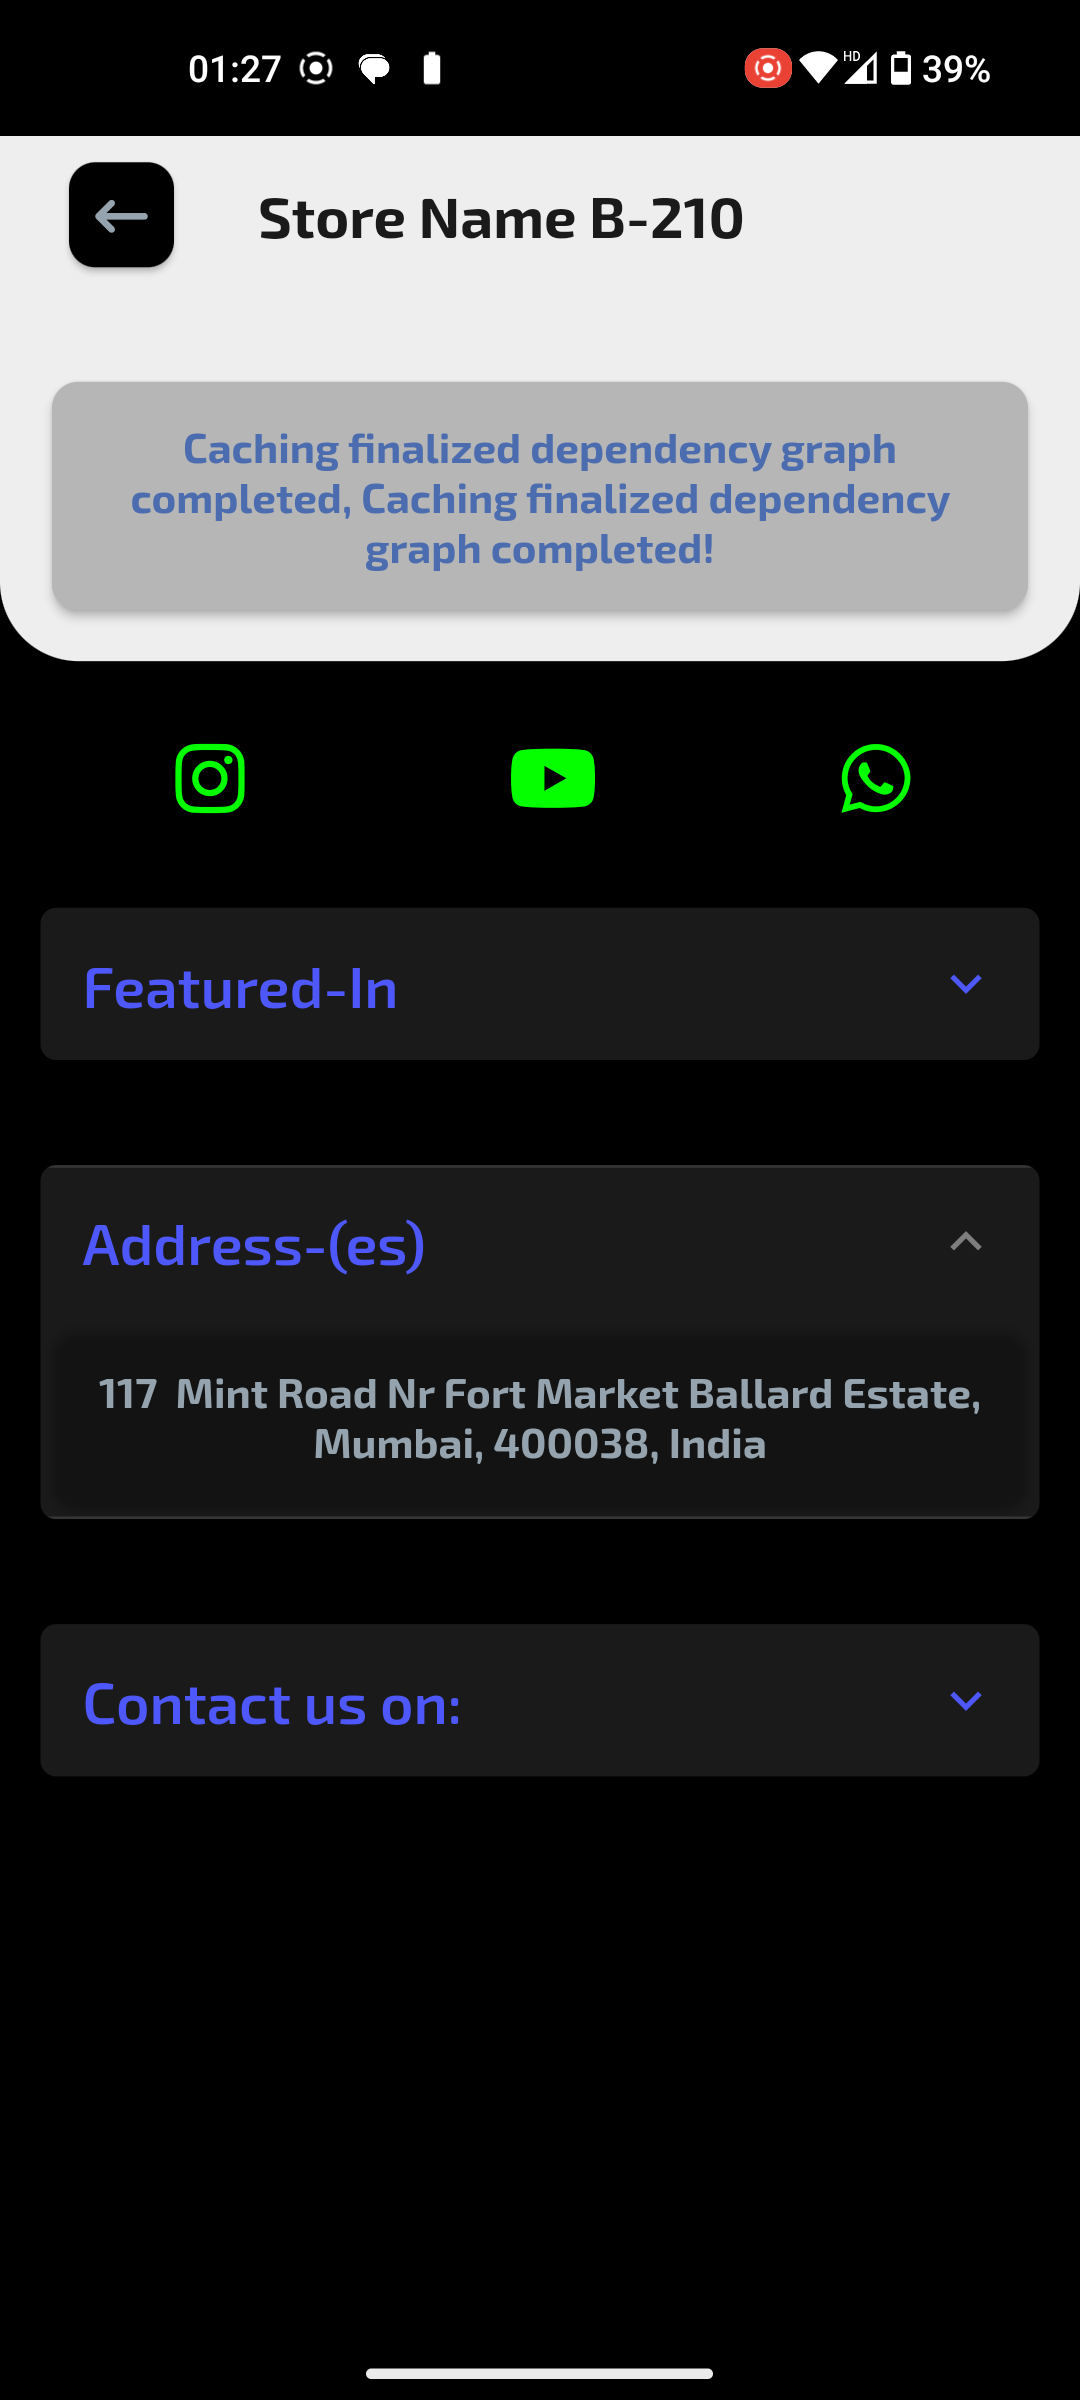 01:27
HD
39%
Store Name B-210
Caching finalized dependency graph
completed, Caching finalized dependency
graph completed!
Featured-In
Address-(es)
117  Mint Road Nr Fort Market Ballard Estate,
Mumbai, 400038, India
Contact us on: